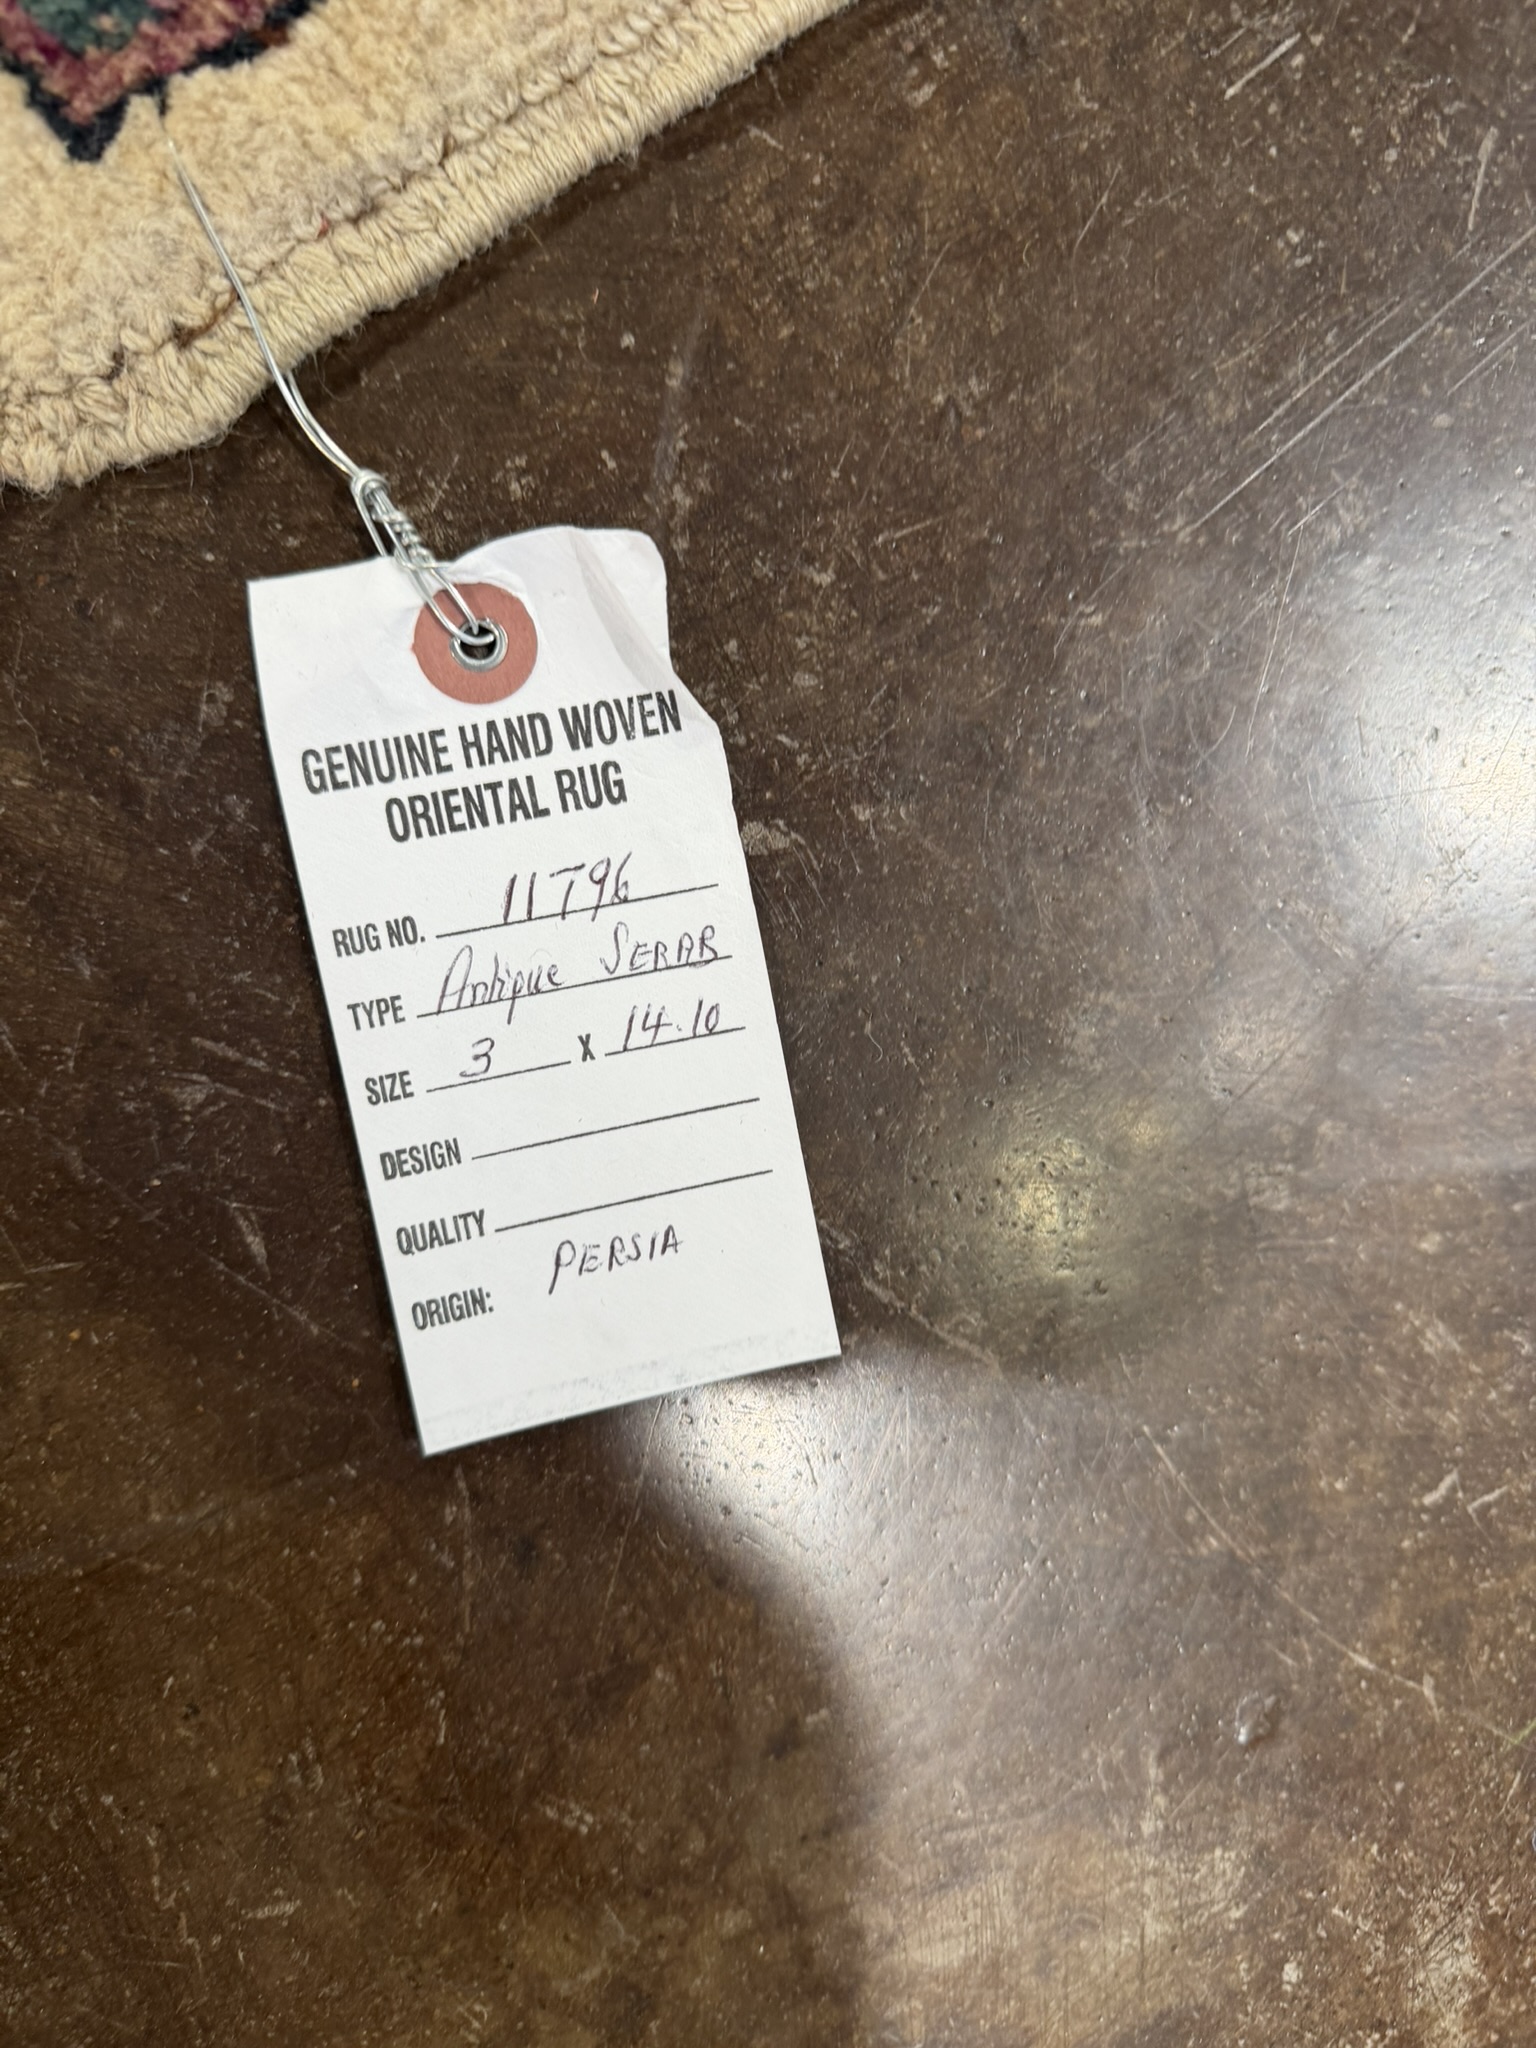 GENUINE HAND WOVEN
ORIENTAL RUG
RUG NO. 11796
TYPE Antique SERAB
SIZE 3 X 14.10
DESIGN
QUALITY
ORIGIN: PERSIA